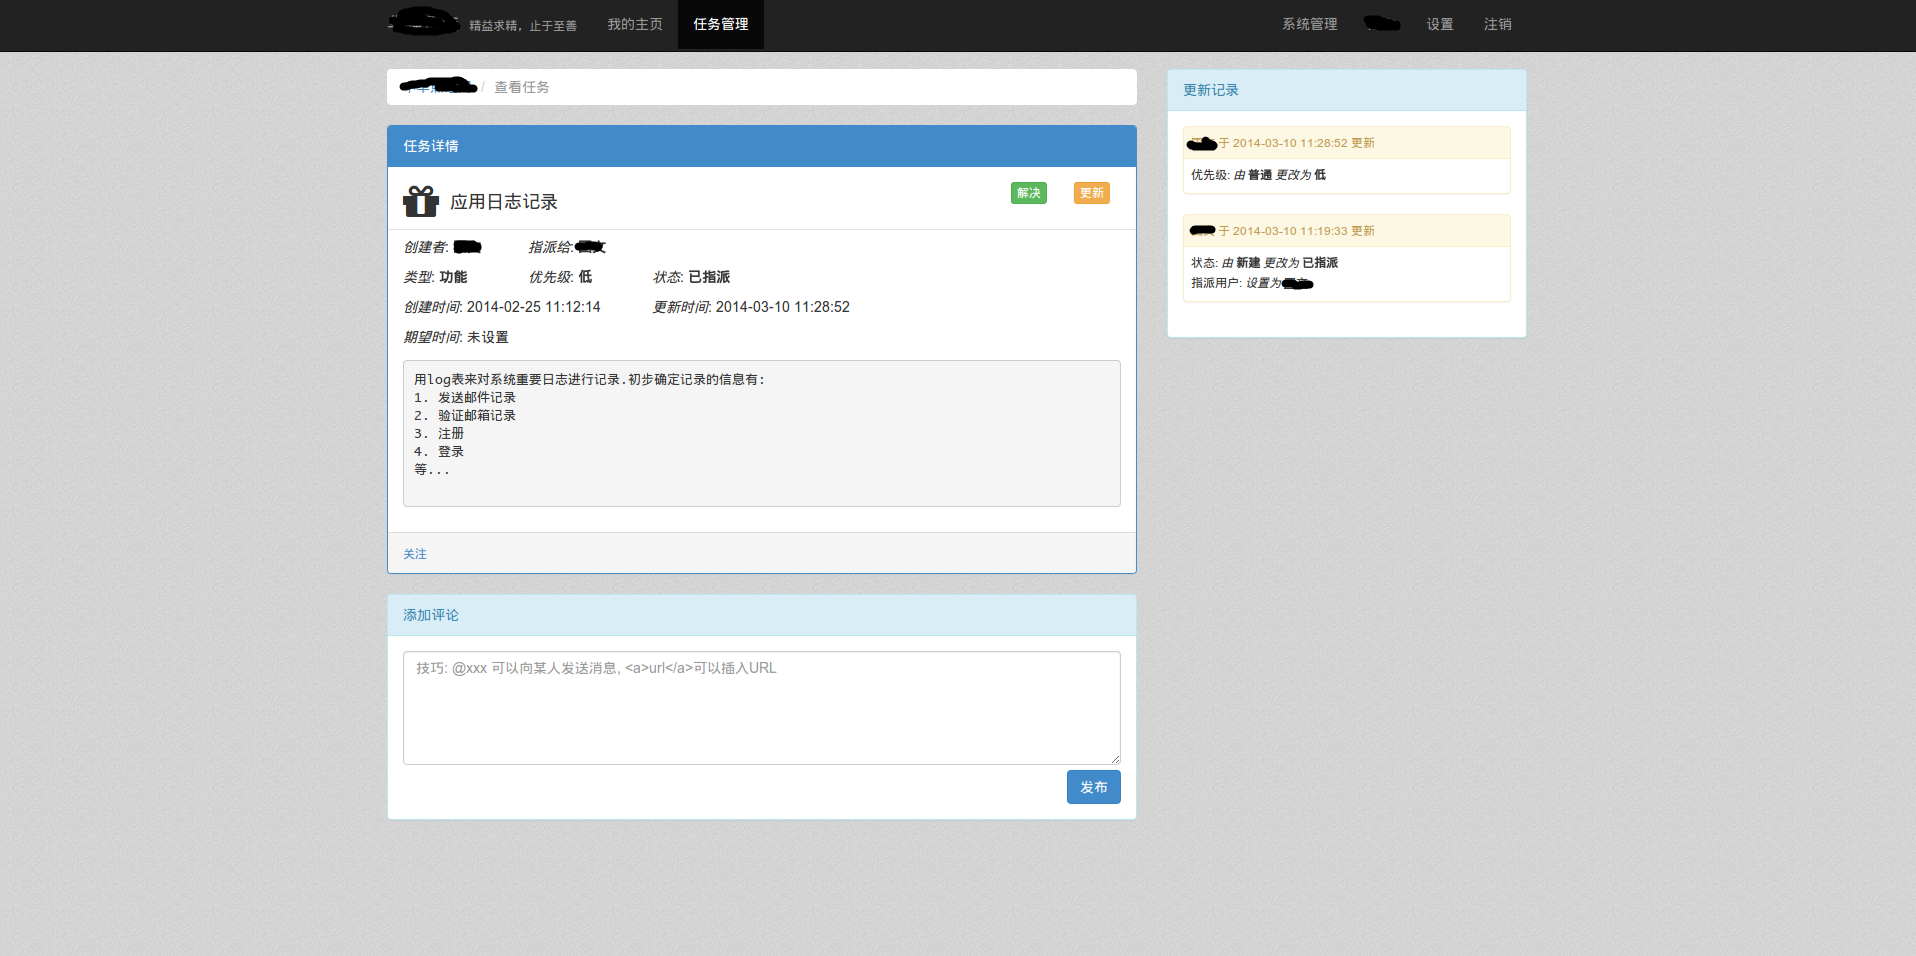 精益求精，止于至善 我的主页 任务管理 系统管理 设置 注销
/ 查看任务
任务详情
应用日志记录 解决 更新
创建者: 指派给:
类型: 功能 优先级: 低 状态: 已指派
创建时间: 2014-02-25 11:12:14 更新时间: 2014-03-10 11:28:52
期望时间: 未设置
用log表来对系统重要日志进行记录.初步确定记录的信息有:
1. 发送邮件记录
2. 验证邮箱记录
3. 注册
4. 登录
等...
关注
添加评论
技巧: @xxx 可以向某人发送消息, <a>url</a>可以插入URL
发布
更新记录
于 2014-03-10 11:28:52 更新
优先级: 由 普通 更改为 低
于 2014-03-10 11:19:33 更新
状态: 由 新建 更改为 已指派
指派用户: 设置为